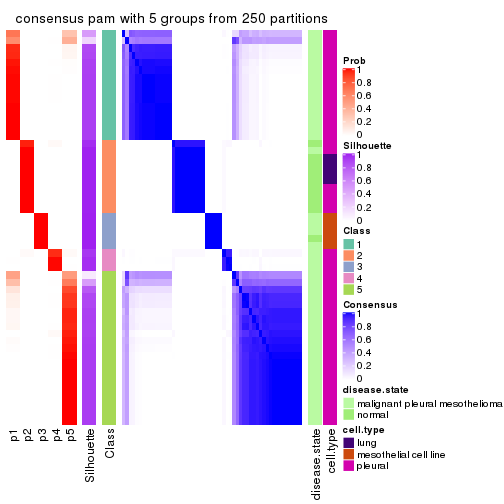 consensus pam with 5 groups from 250 partitions
Prob
1
0.8
0.6
0.4
0.2
0
Silhouette
1
0.8
0.6
0.4
0.2
0
Class
1
2
3
4
5
Consensus
1
0.8
0.6
0.4
0.2
0
disease.state
malignant pleural mesothelioma
normal
cell.type
lung
mesothelial cell line
pleural
p1
p2
p3
p4
p5
Silhouette
Class
disease.state
cell.type